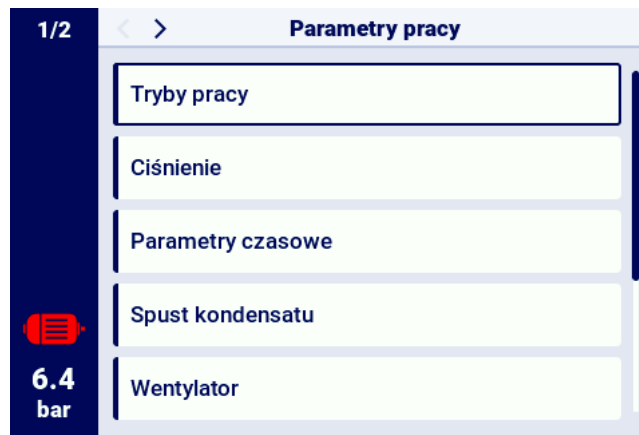 1/2
Parametry pracy
Tryby pracy
Ciśnienie
Parametry czasowe
Spust kondensatu
Wentylator
6.4
bar